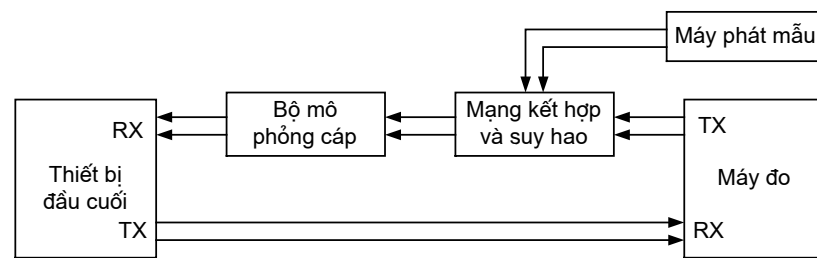 Máy phát mẫu
Bộ mô
phỏng cáp
Mạng kết hợp
và suy hao
RX
Thiết bị
đầu cuối
TX
TX
Máy đo
RX